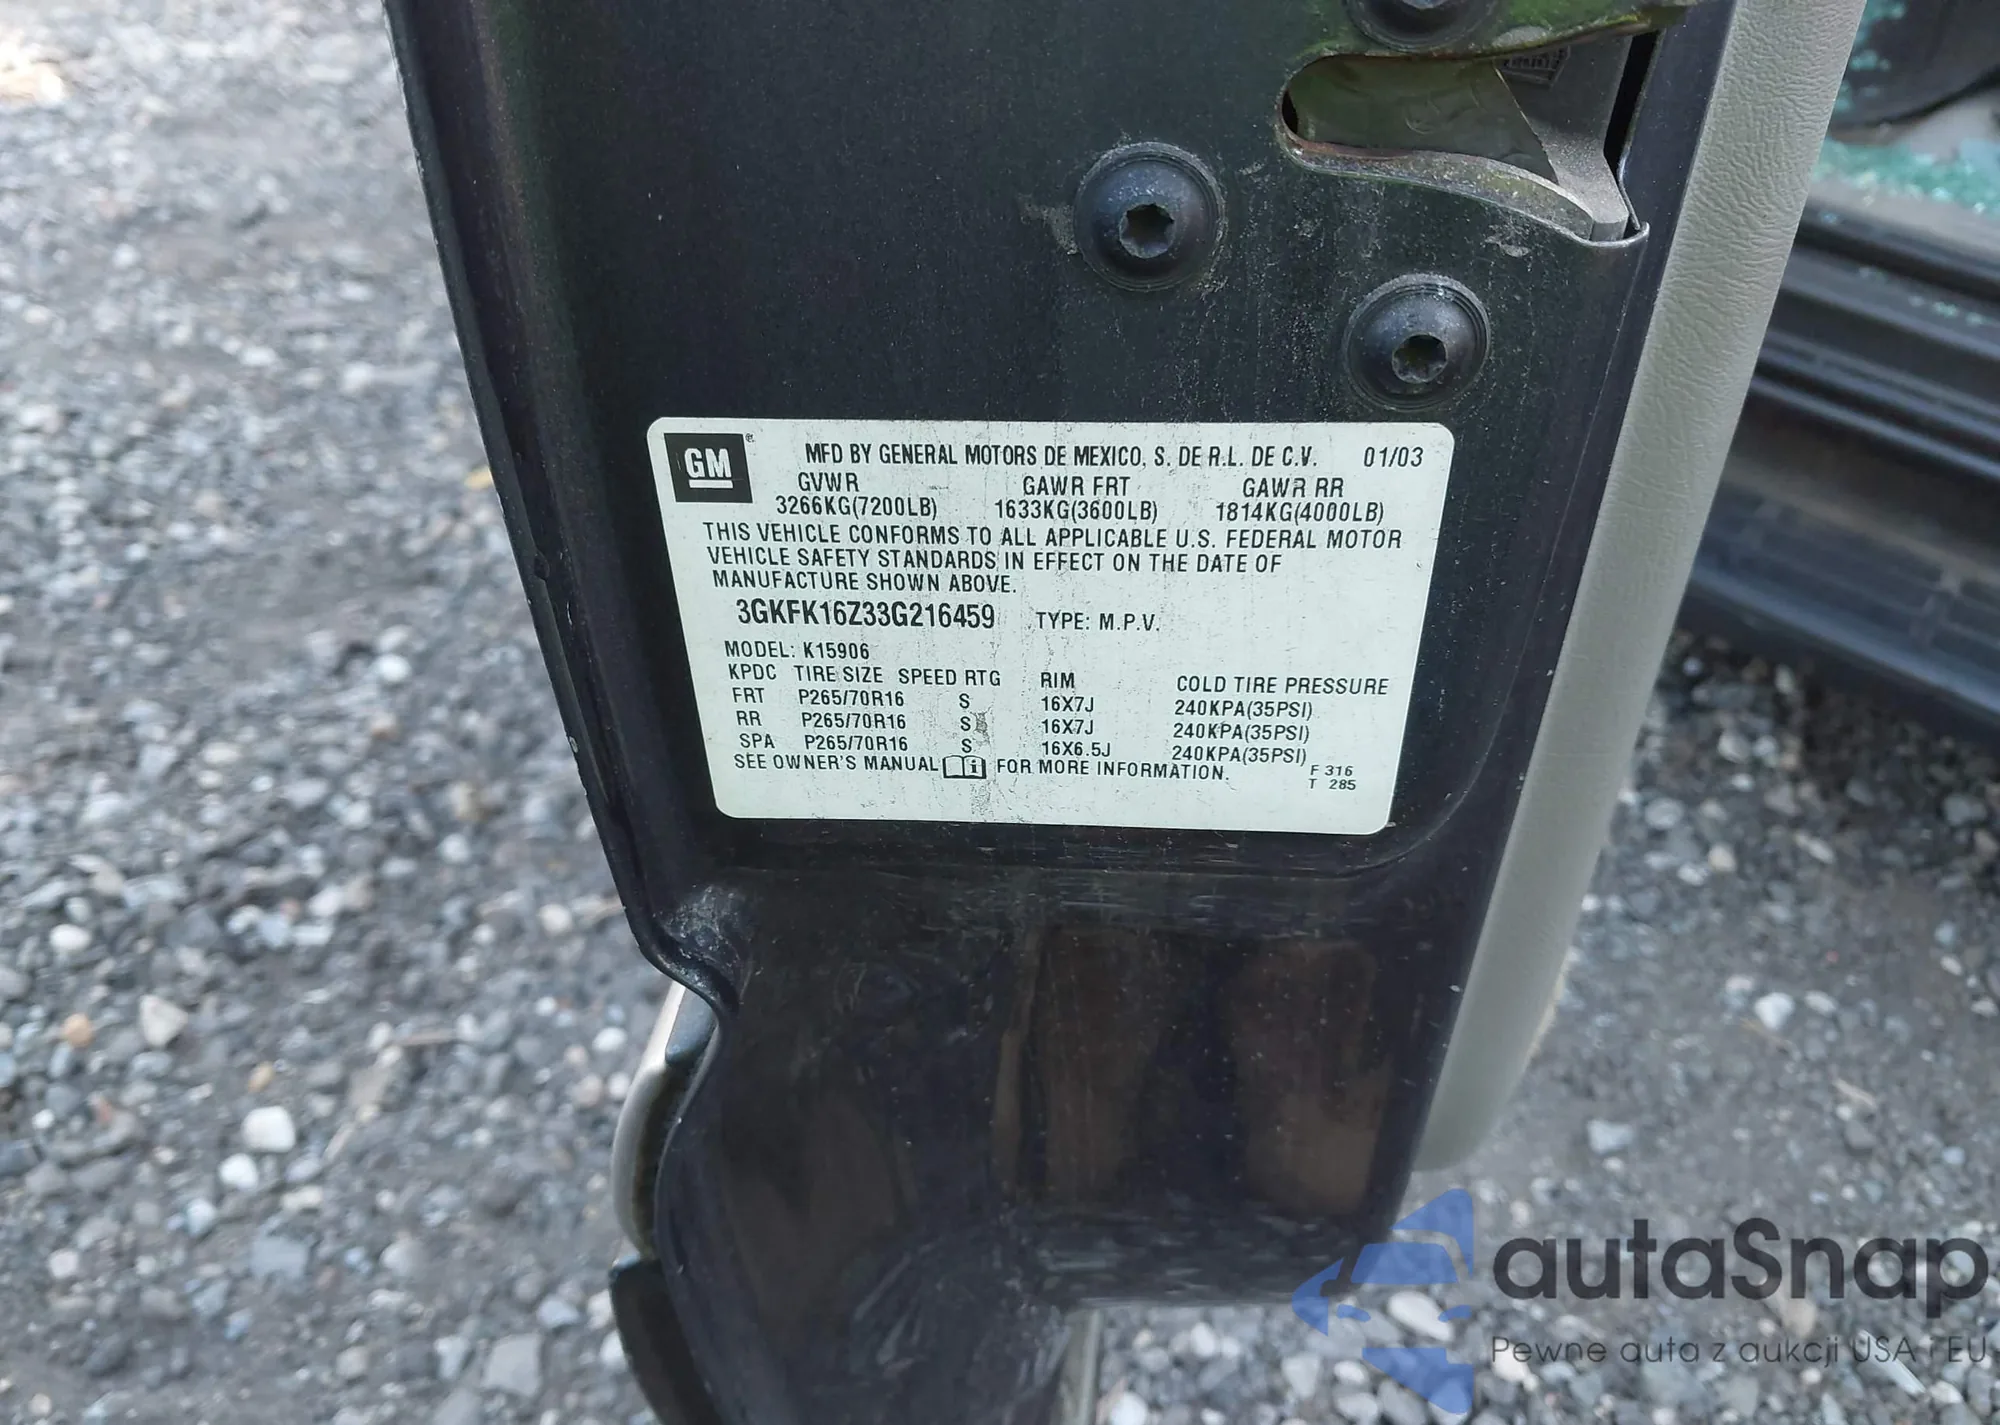 GM
MFD BY GENERAL MOTORS DE MEXICO, S. DE R.L. DE C.V. 01/03
GVWR GAWR FRT GAWR RR
3266KG(7200LB) 1633KG(3600LB) 1814KG(4000LB)
THIS VEHICLE CONFORMS TO ALL APPLICABLE U.S. FEDERAL MOTOR
VEHICLE SAFETY STANDARDS IN EFFECT ON THE DATE OF
MANUFACTURE SHOWN ABOVE.
3GKFK16Z33G216459 TYPE: M.P.V.
MODEL: K15906
KPDC TIRE SIZE SPEED RTG RIM COLD TIRE PRESSURE
FRT P265/70R16 S 16X7J 240KPA(35PSI)
RR P265/70R16 S 16X7J 240KPA(35PSI)
SPA P265/70R16 S 16X6.5J 240KPA(35PSI)
SEE OWNER'S MANUAL FOR MORE INFORMATION.
F 316
T 285
autaSnap
Pewne auta z aukcji USA i EU